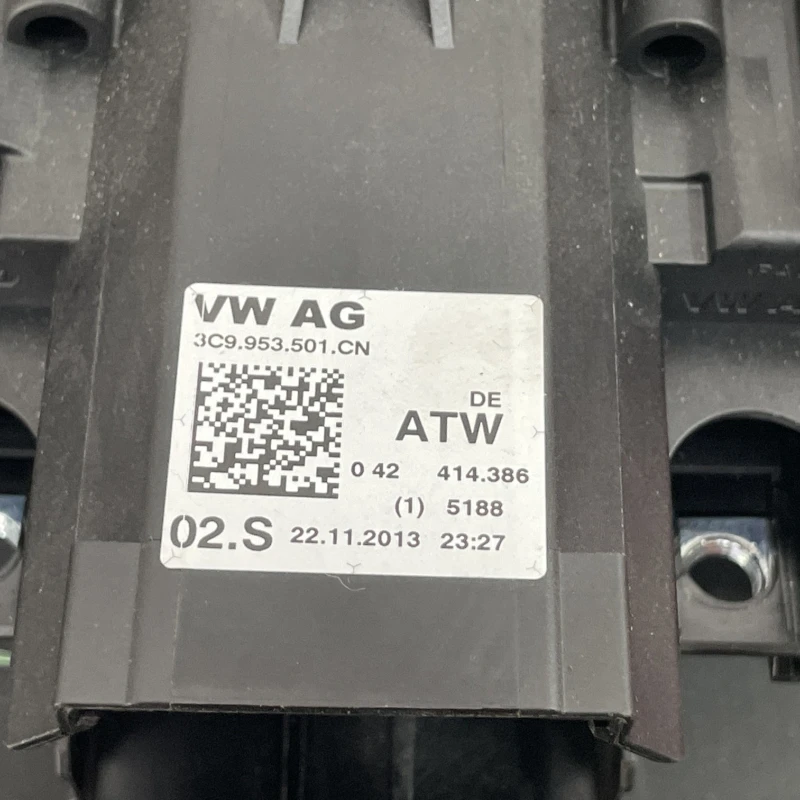 VW AG
3C9.953.501.CN
DE
ATW
0 42 414.386
(1) 5188
02.S 22.11.2013 23:27
VW A